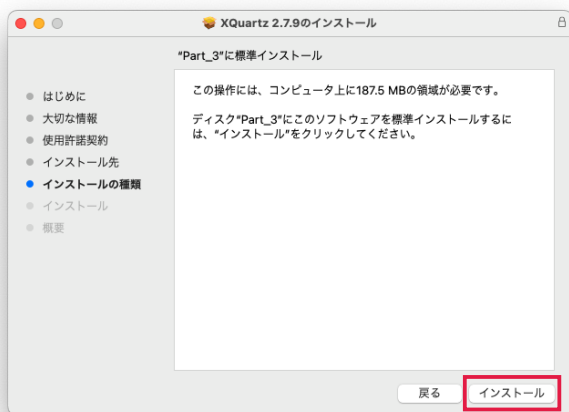 XQuartz 2.7.9のインストール
"Part_3"に標準インストール
はじめに
大切な情報
使用許諾契約
インストール先
インストールの種類
インストール
概要
この操作には、コンピュータ上に187.5 MBの領域が必要です。
ディスク"Part_3"にこのソフトウェアを標準インストールするに
は、"インストール"をクリックしてください。
戻る
インストール